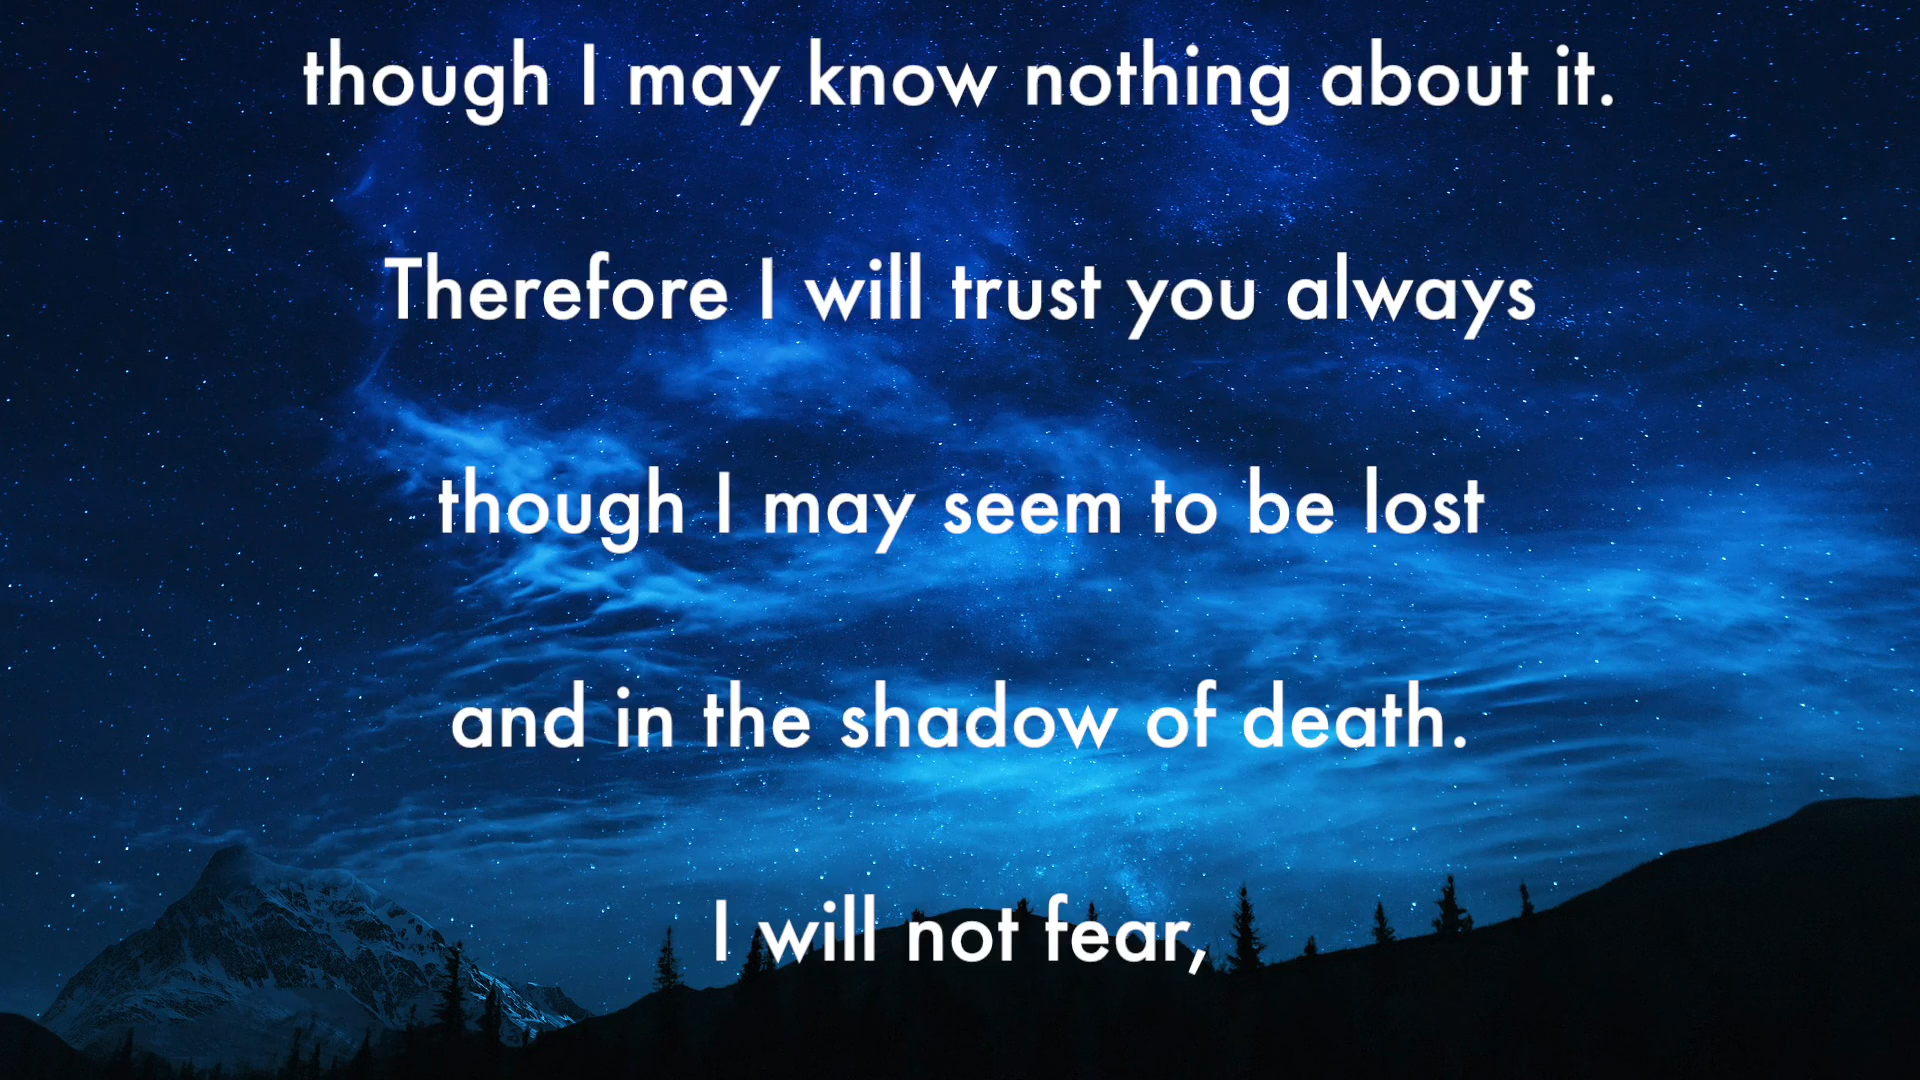 though I may know nothing about it.
Therefore I will trust you always
though I may seem to be lost
and in the shadow of death.
I will not fear,